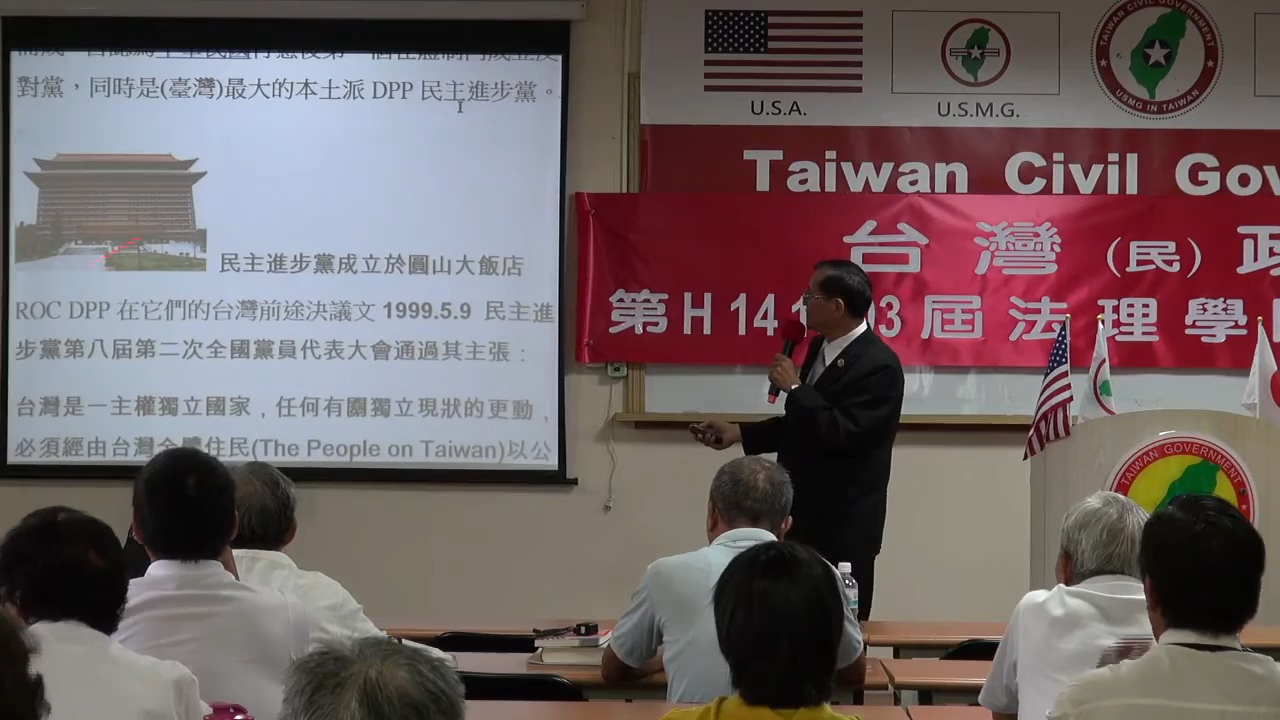 對黨，同時是(臺灣)最大的本土派 DPP 民主進步黨。
民主進步黨成立於圓山大飯店
ROC DPP 在它們的台灣前途決議文 1999.5.9 民主進
步黨第八屆第二次全國黨員代表大會通過其主張：
台灣是一主權獨立國家，任何有關獨立現狀的更動，
必須經由台灣全體住民(The People on Taiwan)以公
U.S.A.
U.S.M.G.
TAIWAN CIVIL GOVERNMENT
USMG IN TAIWAN
Taiwan Civil Gov
台灣(民)政
第H14 03屆法理學
TAIWAN GOVERNMENT